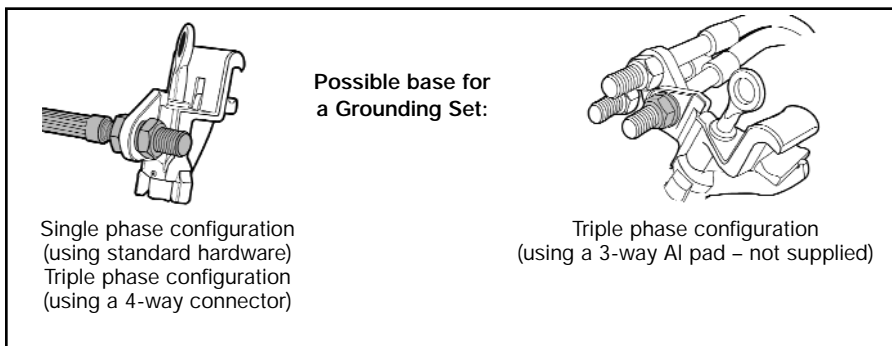 Possible base for
a Grounding Set:
Single phase configuration
(using standard hardware)
Triple phase configuration
(using a 4-way connector)
Triple phase configuration
(using a 3-way Al pad – not supplied)